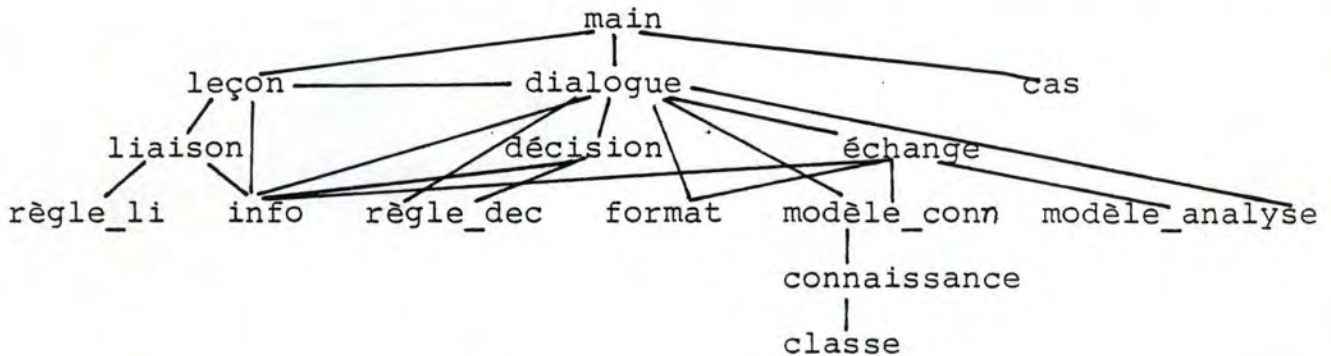 main
leçon dialogue cas
liaison décision échange
règle_li info règle_dec format modèle_conn modèle_analyse
connaissance
classe